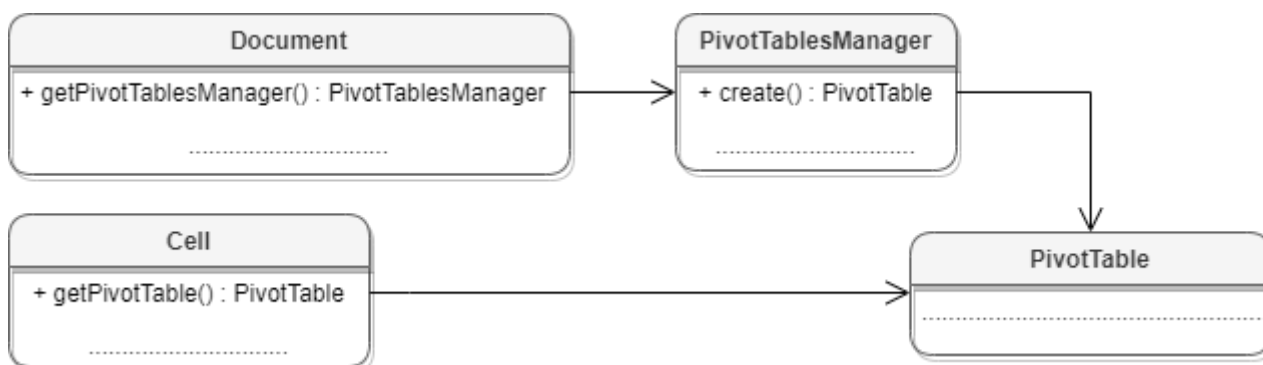 Document
+ getPivotTablesManager() : PivotTablesManager
..............................
PivotTablesManager
+ create() : PivotTable
..............................
Cell
+ getPivotTable() : PivotTable
..............................
PivotTable
....................................................